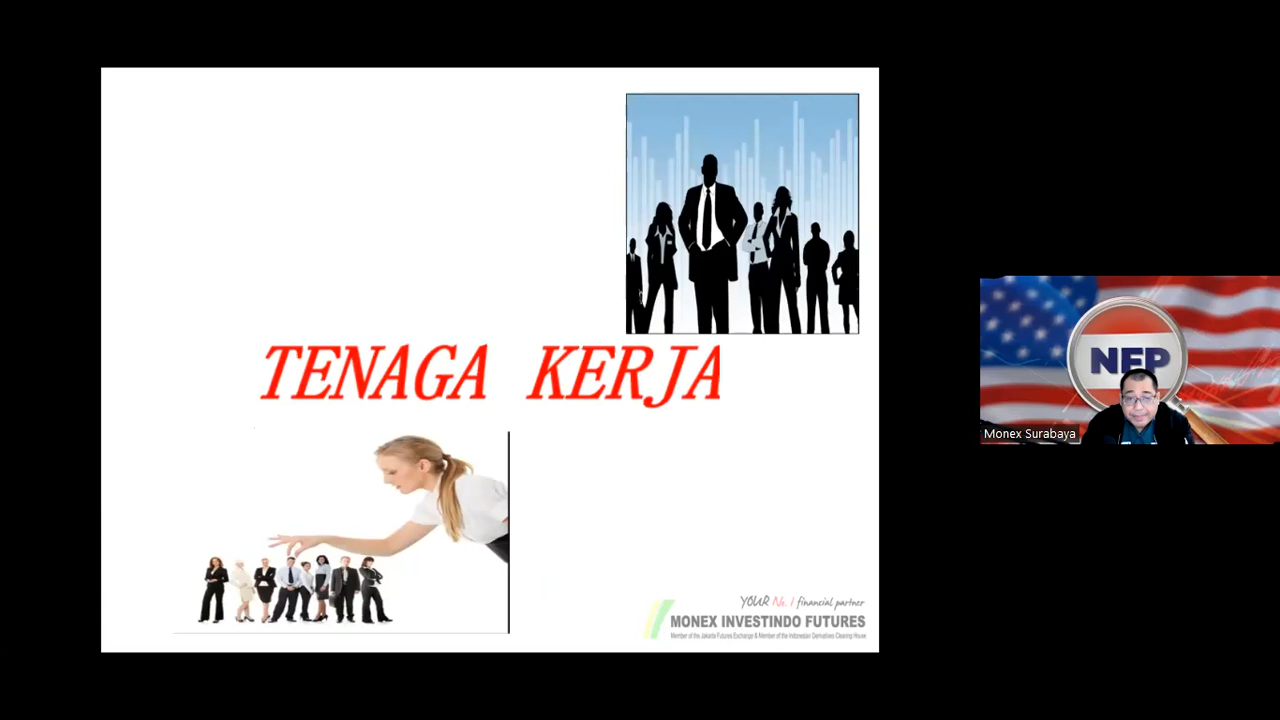 TENAGA KERJA
YOUR No. 1 financial partner
MONEX INVESTINDO FUTURES
Member of the Jakarta Futures Exchange & Member of the Indonesian Derivatives Clearing House
NFP
Monex Surabaya